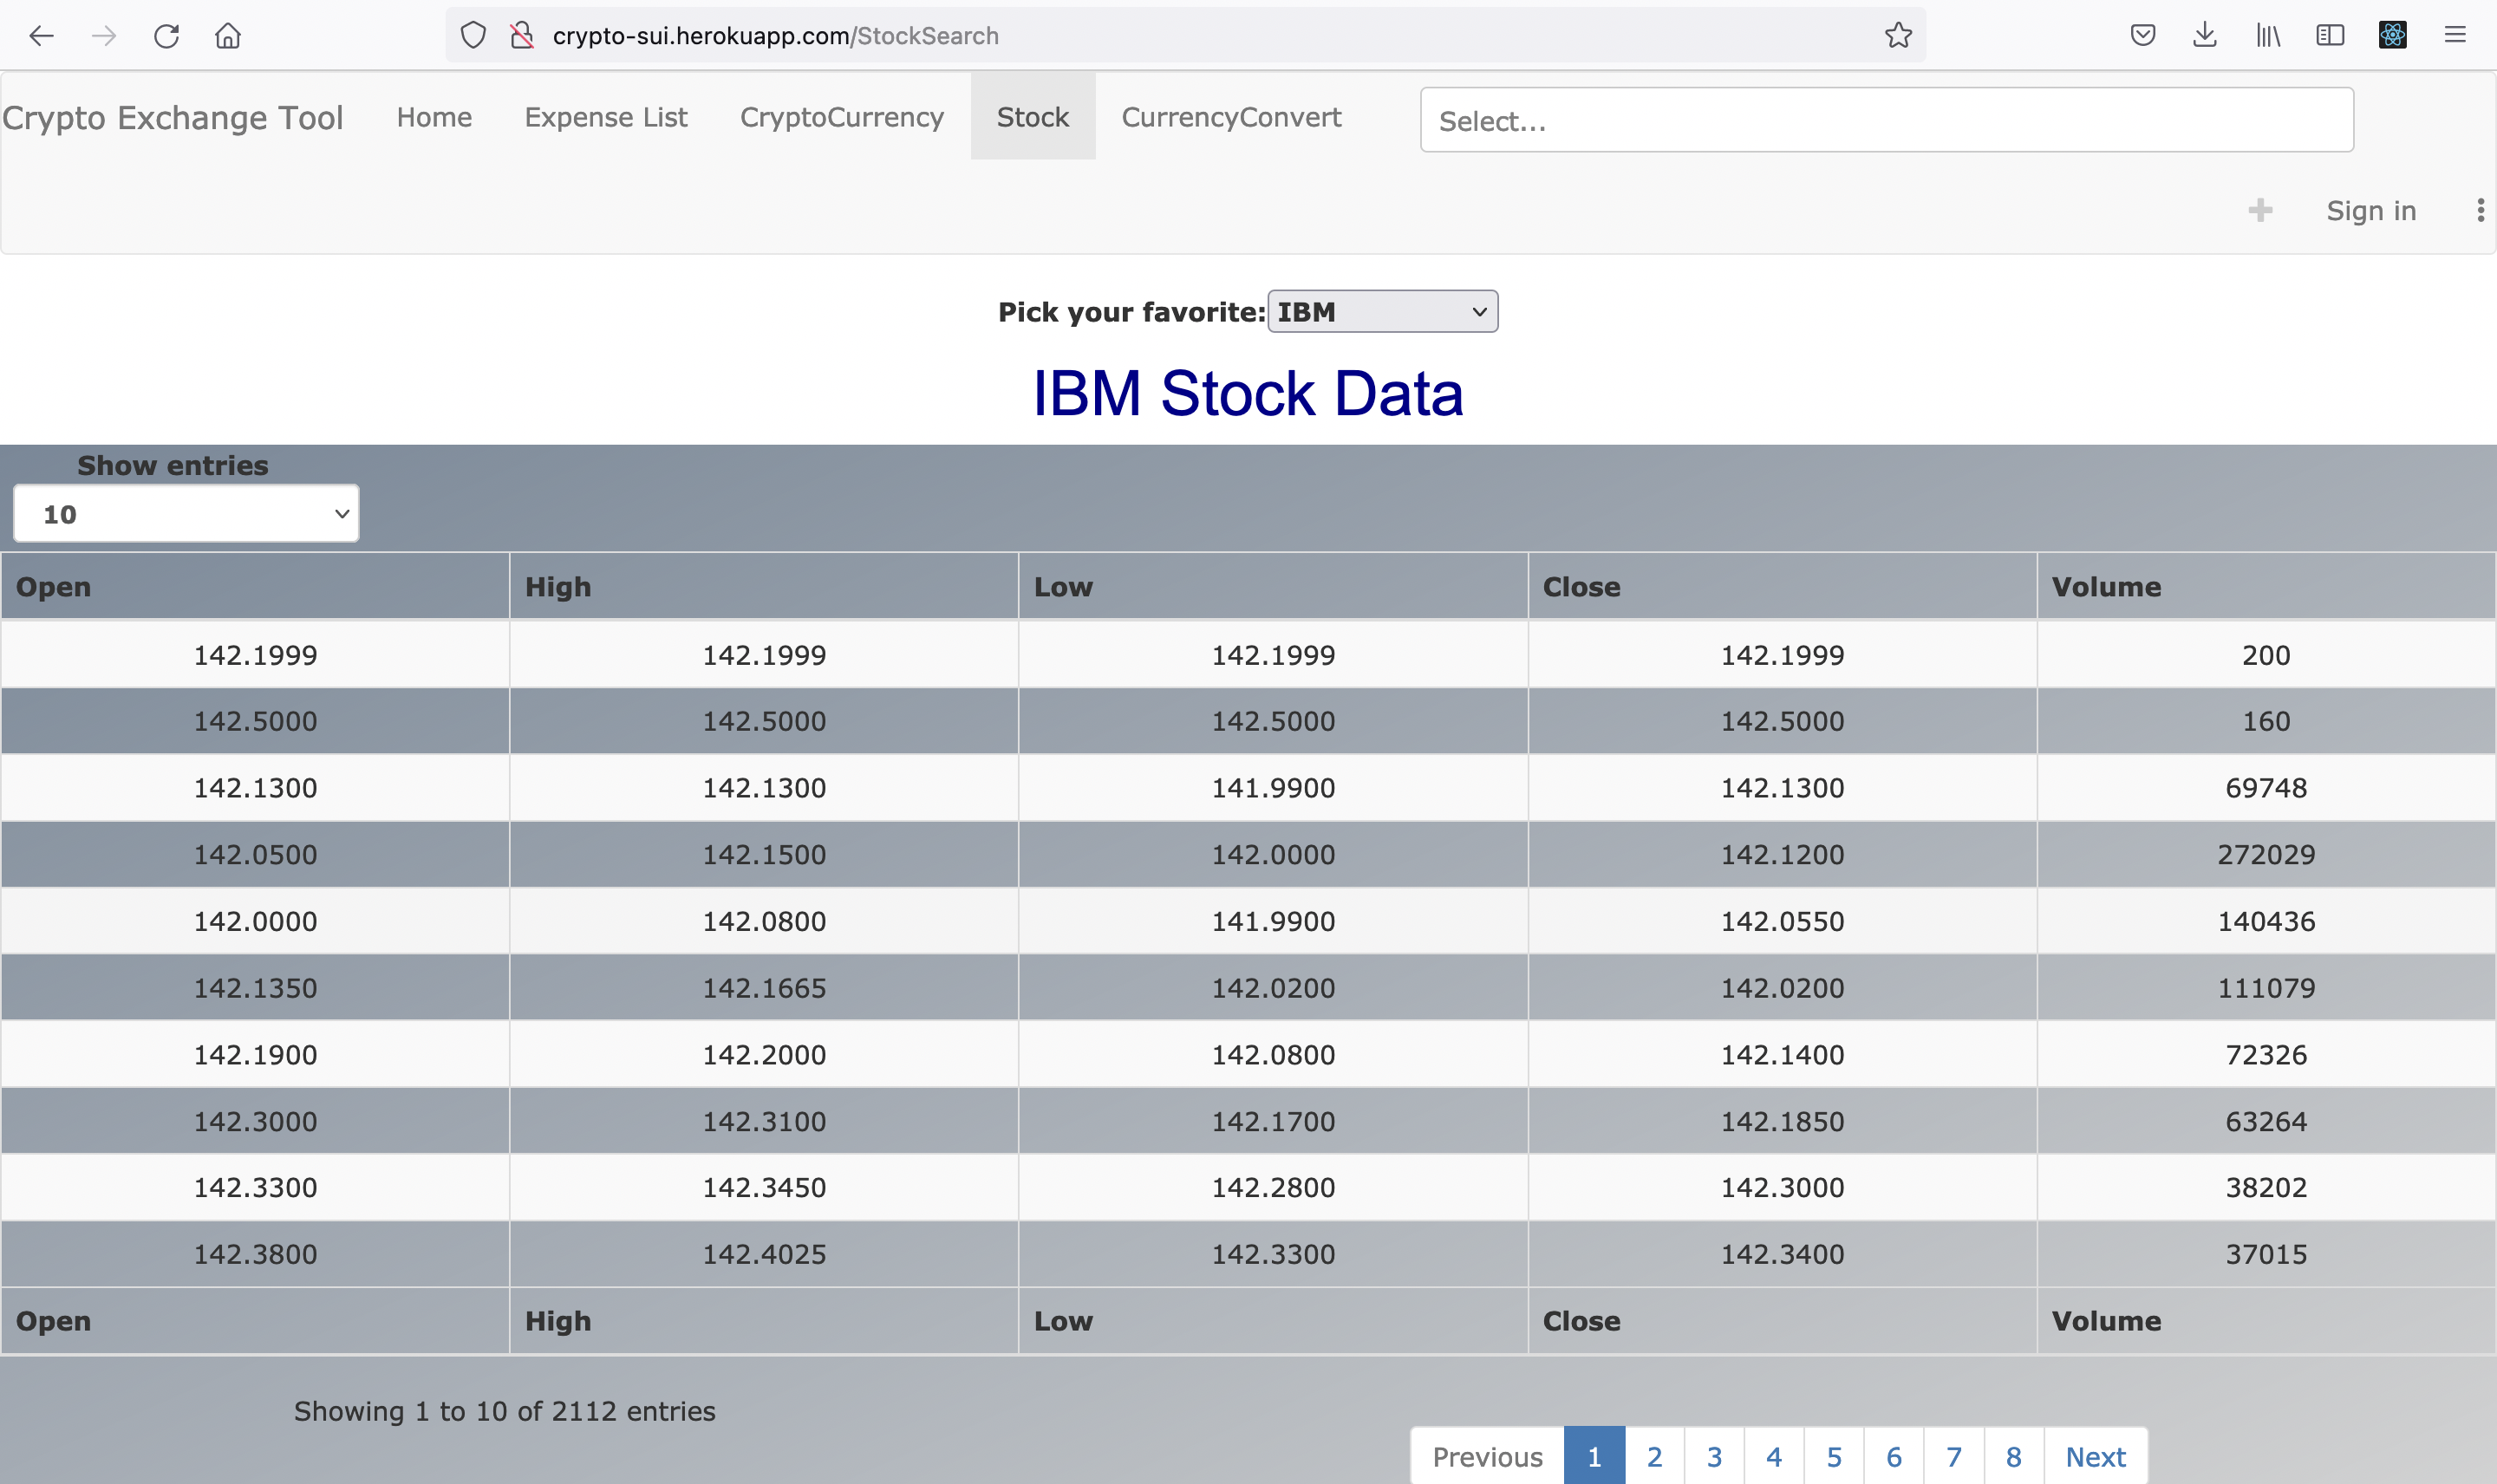 crypto-sui.herokuapp.com/StockSearch
Crypto Exchange Tool Home Expense List CryptoCurrency Stock CurrencyConvert Select...
Sign in
Pick your favorite: IBM
IBM Stock Data
Show entries
10
Open High Low Close Volume
142.1999 142.1999 142.1999 142.1999 200
142.5000 142.5000 142.5000 142.5000 160
142.1300 142.1300 141.9900 142.1300 69748
142.0500 142.1500 142.0000 142.1200 272029
142.0000 142.0800 141.9900 142.0550 140436
142.1350 142.1665 142.0200 142.0200 111079
142.1900 142.2000 142.0800 142.1400 72326
142.3000 142.3100 142.1700 142.1850 63264
142.3300 142.3450 142.2800 142.3000 38202
142.3800 142.4025 142.3300 142.3400 37015
Open High Low Close Volume
Showing 1 to 10 of 2112 entries
Previous 1 2 3 4 5 6 7 8 Next